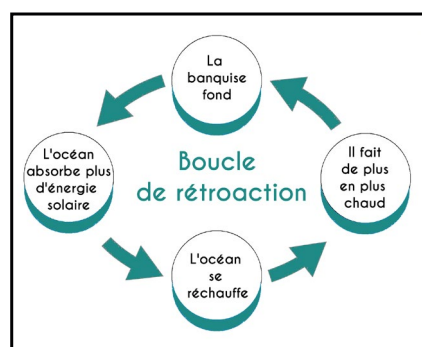 La
banquise
fond
L'océan
absorbe plus
d'énergie
solaire
Boucle
de rétroaction
Il fait
de plus
en plus
chaud
L'océan
se
réchauffe